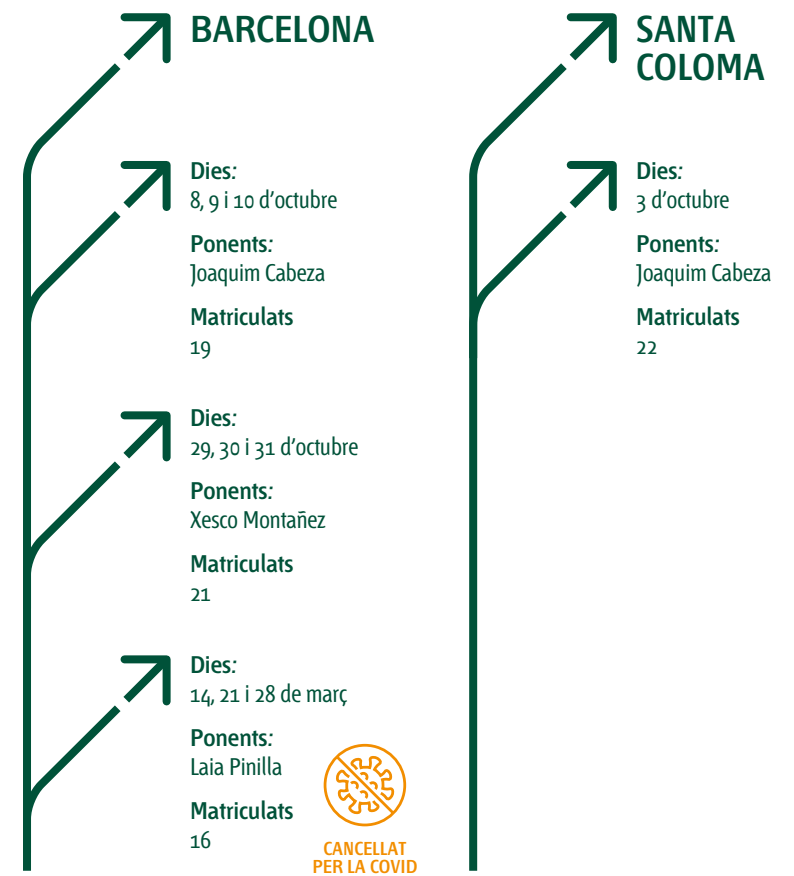 BARCELONA
Dies:
8, 9 i 10 d'octubre
Ponents:
Joaquim Cabeza
Matriculats
19
Dies:
29, 30 i 31 d'octubre
Ponents:
Xesco Montañez
Matriculats
21
Dies:
14, 21 i 28 de març
Ponents:
Laia Pinilla
Matriculats
16
CANCELLAT
PER LA COVID
SANTA
COLOMA
Dies:
3 d'octubre
Ponents:
Joaquim Cabeza
Matriculats
22